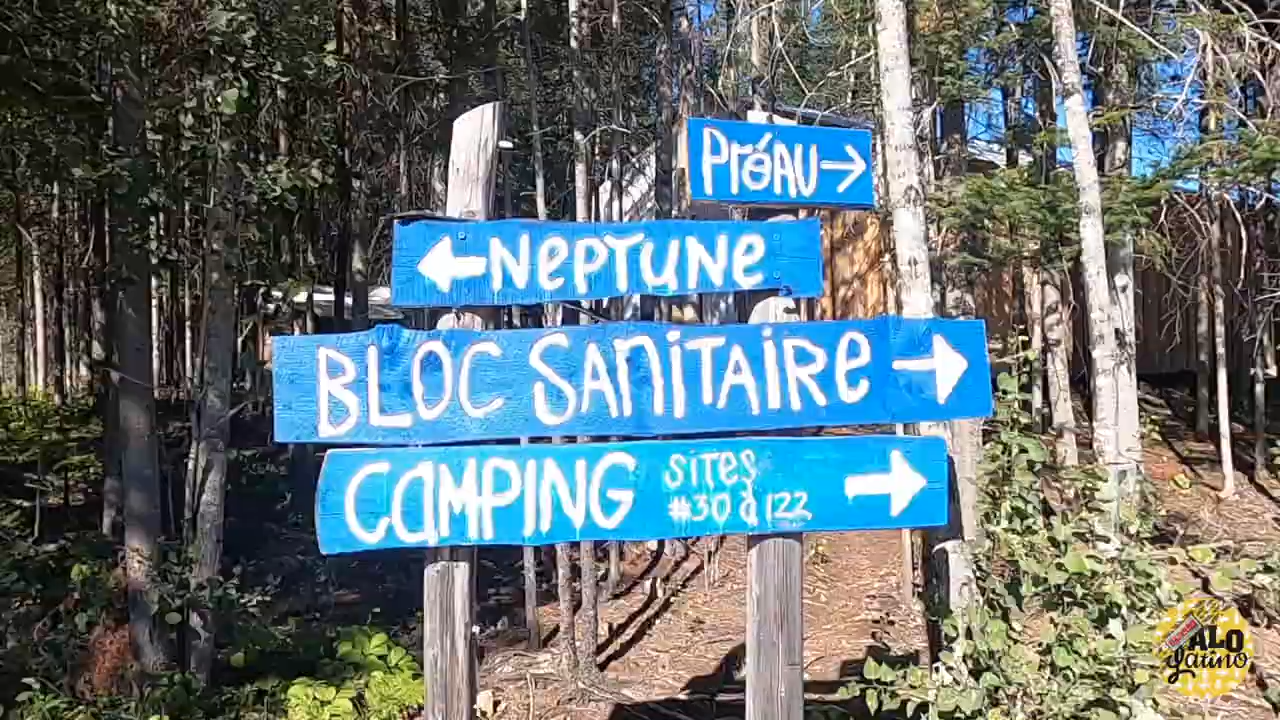 PréAU →
← NEPTUNE
BLOC SANITAIRE →
CAMPING SITES
#30 à 122 →
ALO
Latino